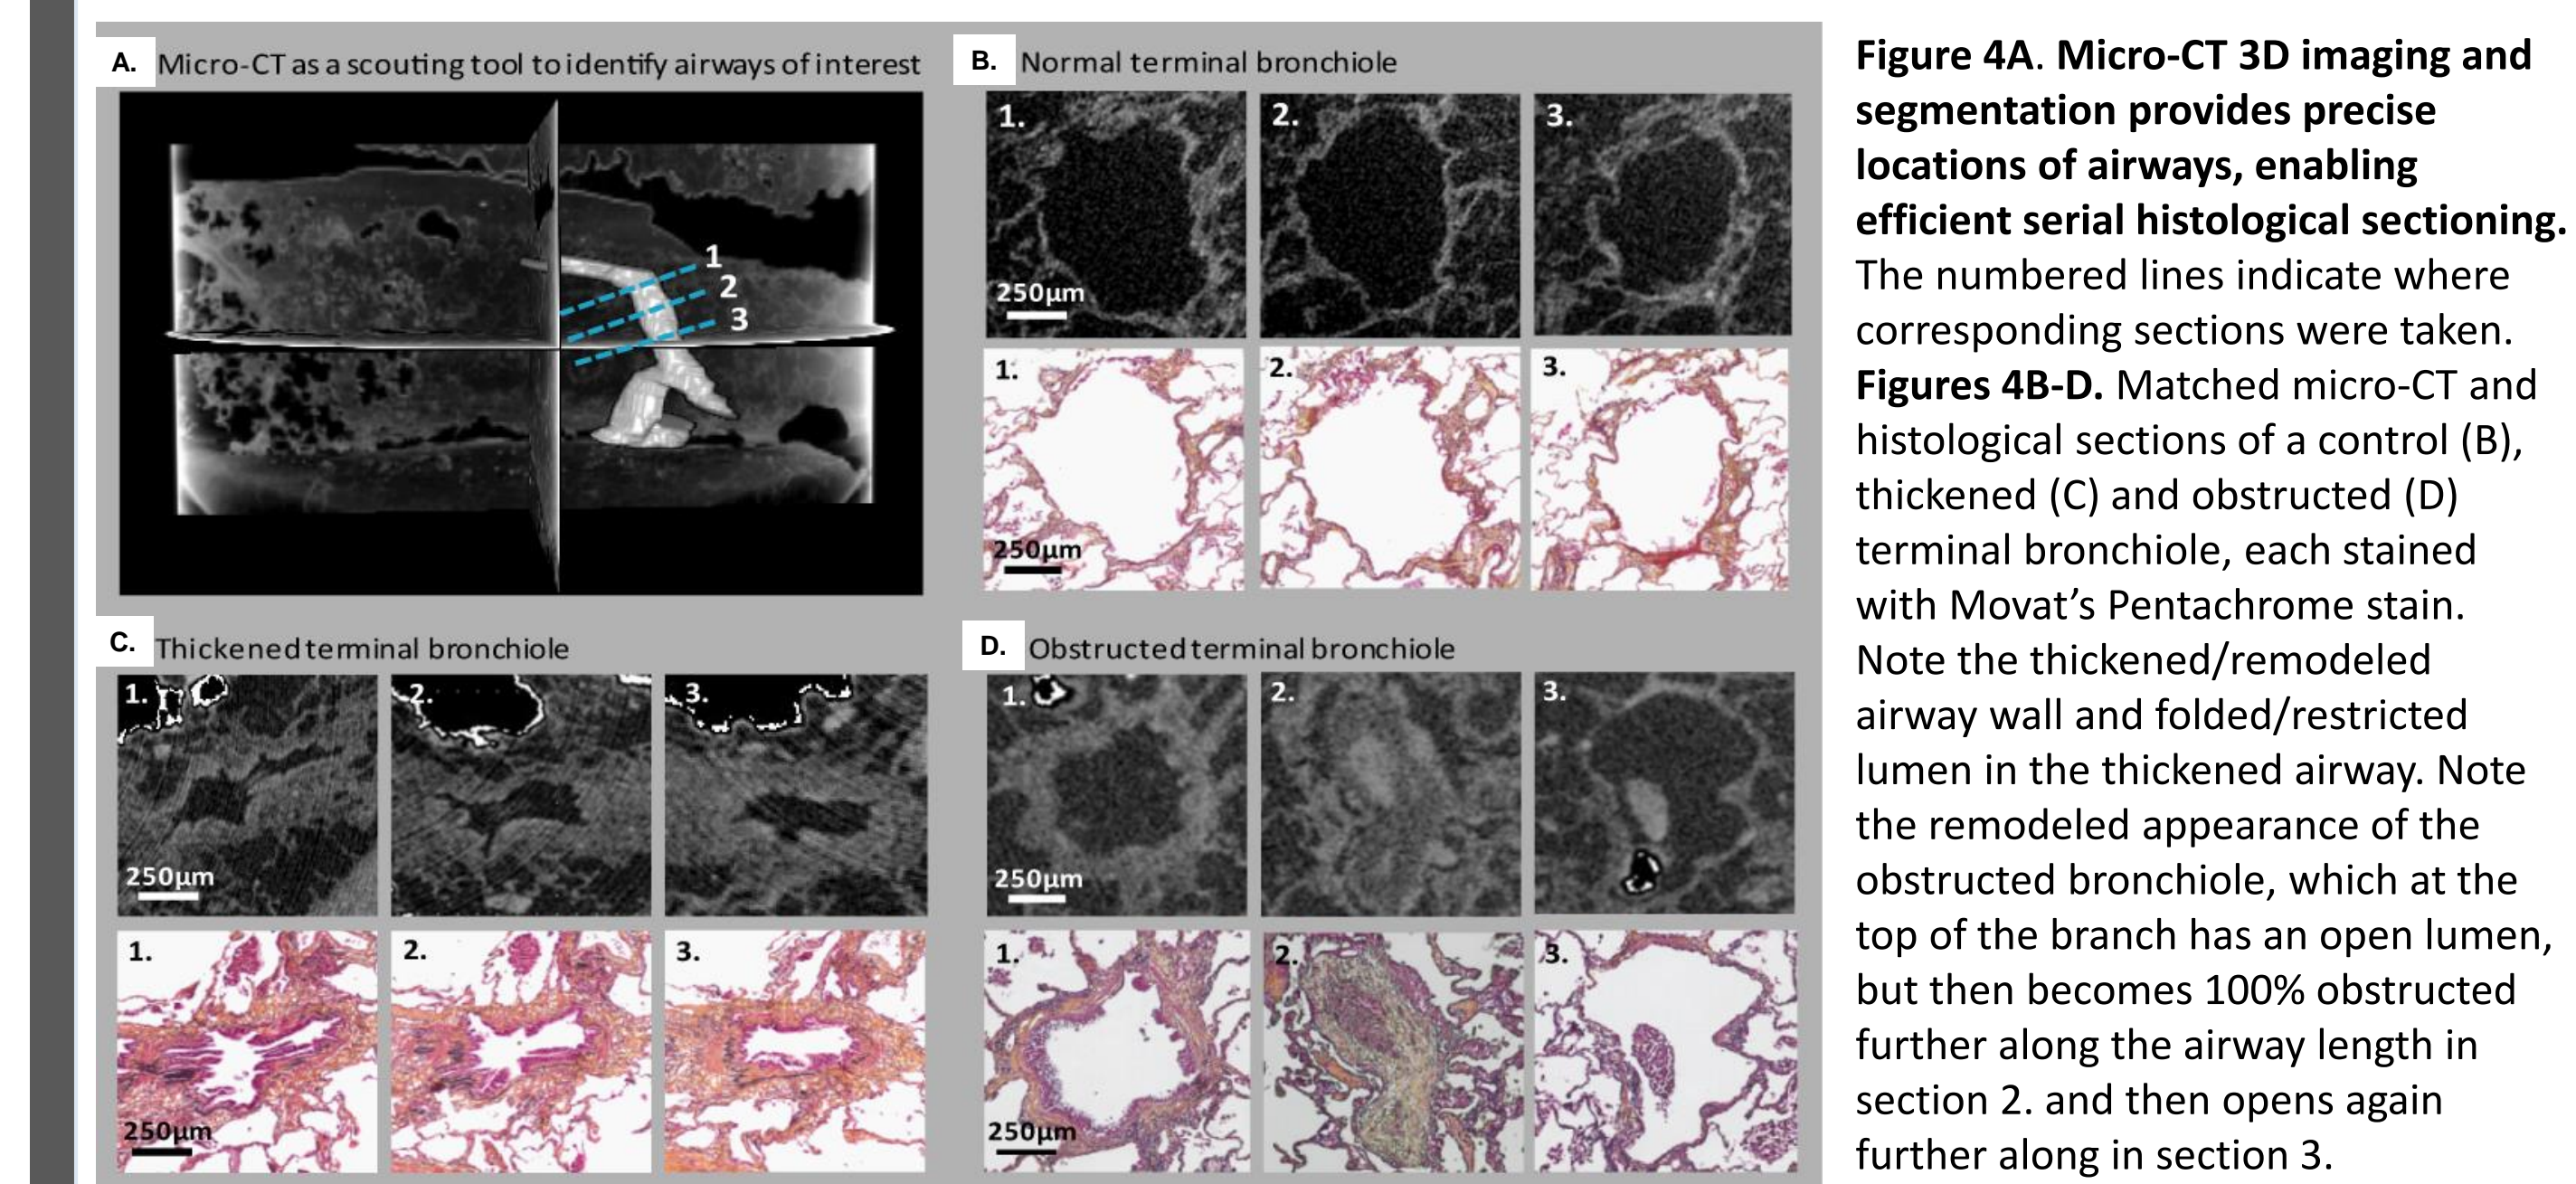 A. Micro-CT as a scouting tool to identify airways of interest
1
2
3
B. Normal terminal bronchiole
1. 2. 3.
250µm
1. 2. 3.
250µm
C. Thickened terminal bronchiole
1. 2. 3.
250µm
1. 2. 3.
250µm
D. Obstructed terminal bronchiole
1. 2. 3.
250µm
1. 2. 3.
250µm
Figure 4A. Micro-CT 3D imaging and
segmentation provides precise
locations of airways, enabling
efficient serial histological sectioning.
The numbered lines indicate where
corresponding sections were taken.
Figures 4B-D. Matched micro-CT and
histological sections of a control (B),
thickened (C) and obstructed (D)
terminal bronchiole, each stained
with Movat’s Pentachrome stain.
Note the thickened/remodeled
airway wall and folded/restricted
lumen in the thickened airway. Note
the remodeled appearance of the
obstructed bronchiole, which at the
top of the branch has an open lumen,
but then becomes 100% obstructed
further along the airway length in
section 2. and then opens again
further along in section 3.